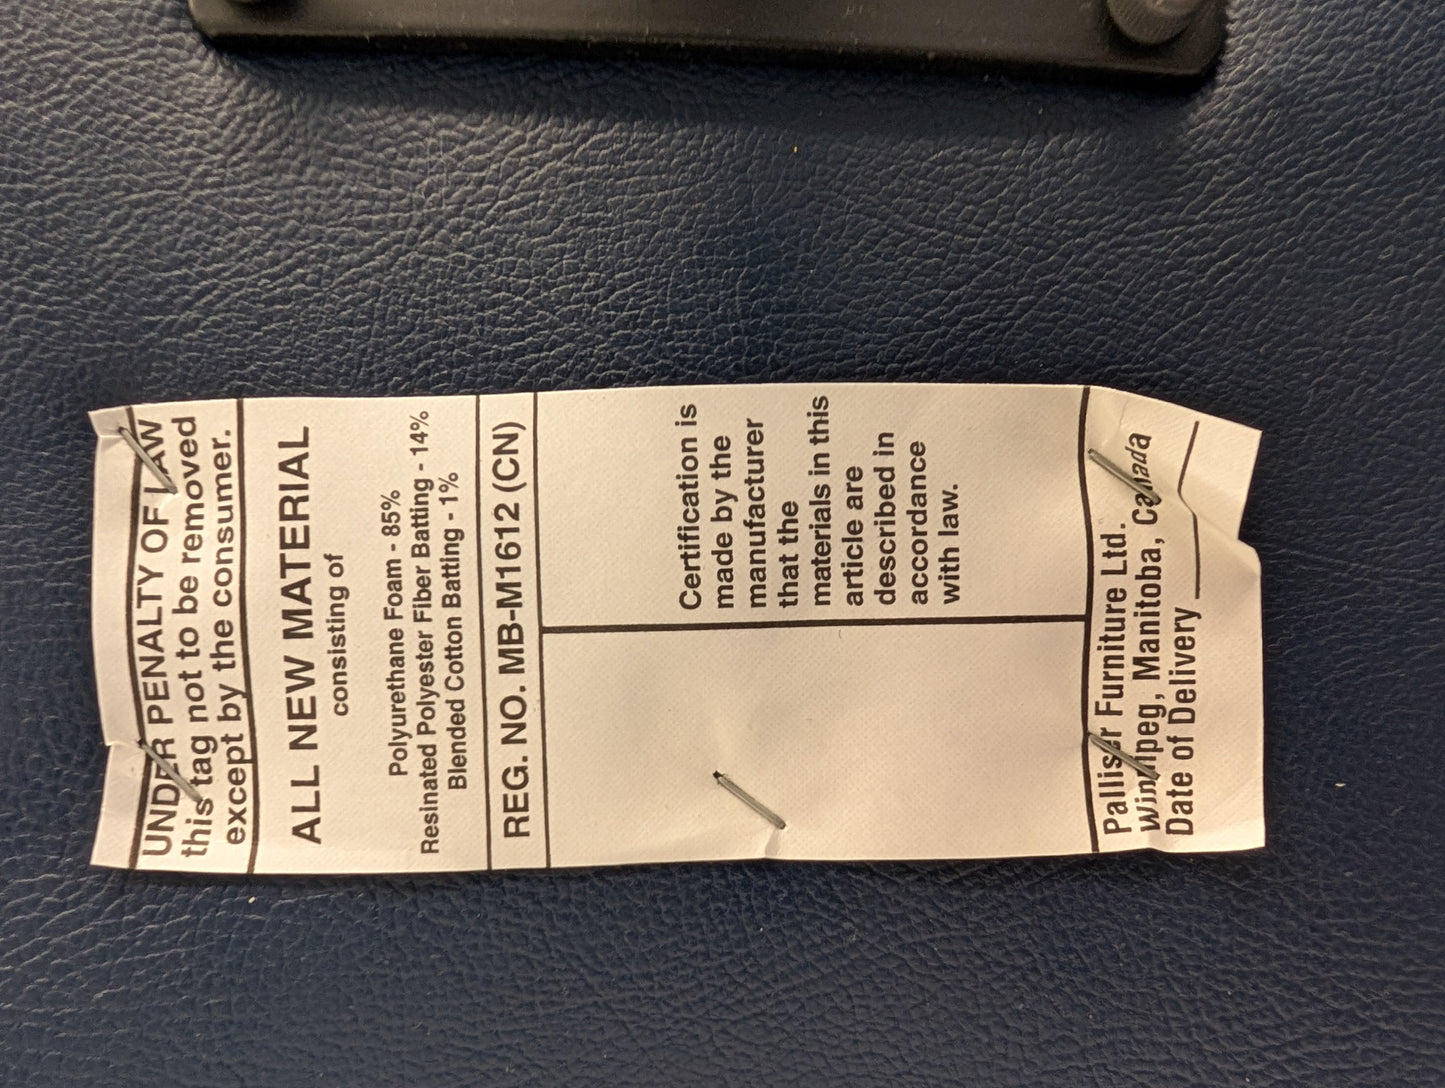 UNDER PENALTY OF LAW
this tag not to be removed
except by the consumer.
ALL NEW MATERIAL
consisting of
Polyurethane Foam - 85%
Resinated Polyester Fiber Batting - 14%
Blended Cotton Batting - 1%
REG. NO. MB-M1612 (CN)
Certification is
made by the
manufacturer
that the
materials in this
article are
described in
accordance
with law.
Palliser Furniture Ltd.
Winnipeg, Manitoba, Canada
Date of Delivery